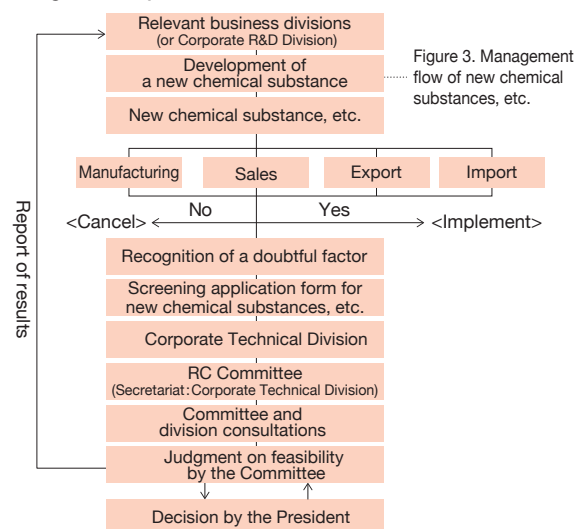 Relevant business divisions
(or Corporate R&D Division)
Development of
a new chemical substance
Figure 3. Management
flow of new chemical
substances, etc.
New chemical substance, etc.
Manufacturing
Sales
Export
Import
No
Yes
<Cancel>
<Implement>
Report of results
Recognition of a doubtful factor
Screening application form for
new chemical substances, etc.
Corporate Technical Division
RC Committee
(Secretariat:Corporate Technical Division)
Committee and
division consultations
Judgment on feasibility
by the Committee
Decision by the President